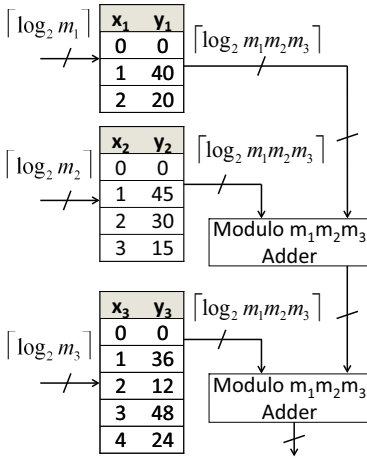 ⌈log₂ m₁⌉
x₁ y₁
0 0
1 40
2 20
⌈log₂ m₁m₂m₃⌉
⌈log₂ m₂⌉
x₂ y₂
0 0
1 45
2 30
3 15
⌈log₂ m₁m₂m₃⌉
Modulo m₁m₂m₃
Adder
⌈log₂ m₃⌉
x₃ y₃
0 0
1 36
2 12
3 48
4 24
⌈log₂ m₁m₂m₃⌉
Modulo m₁m₂m₃
Adder